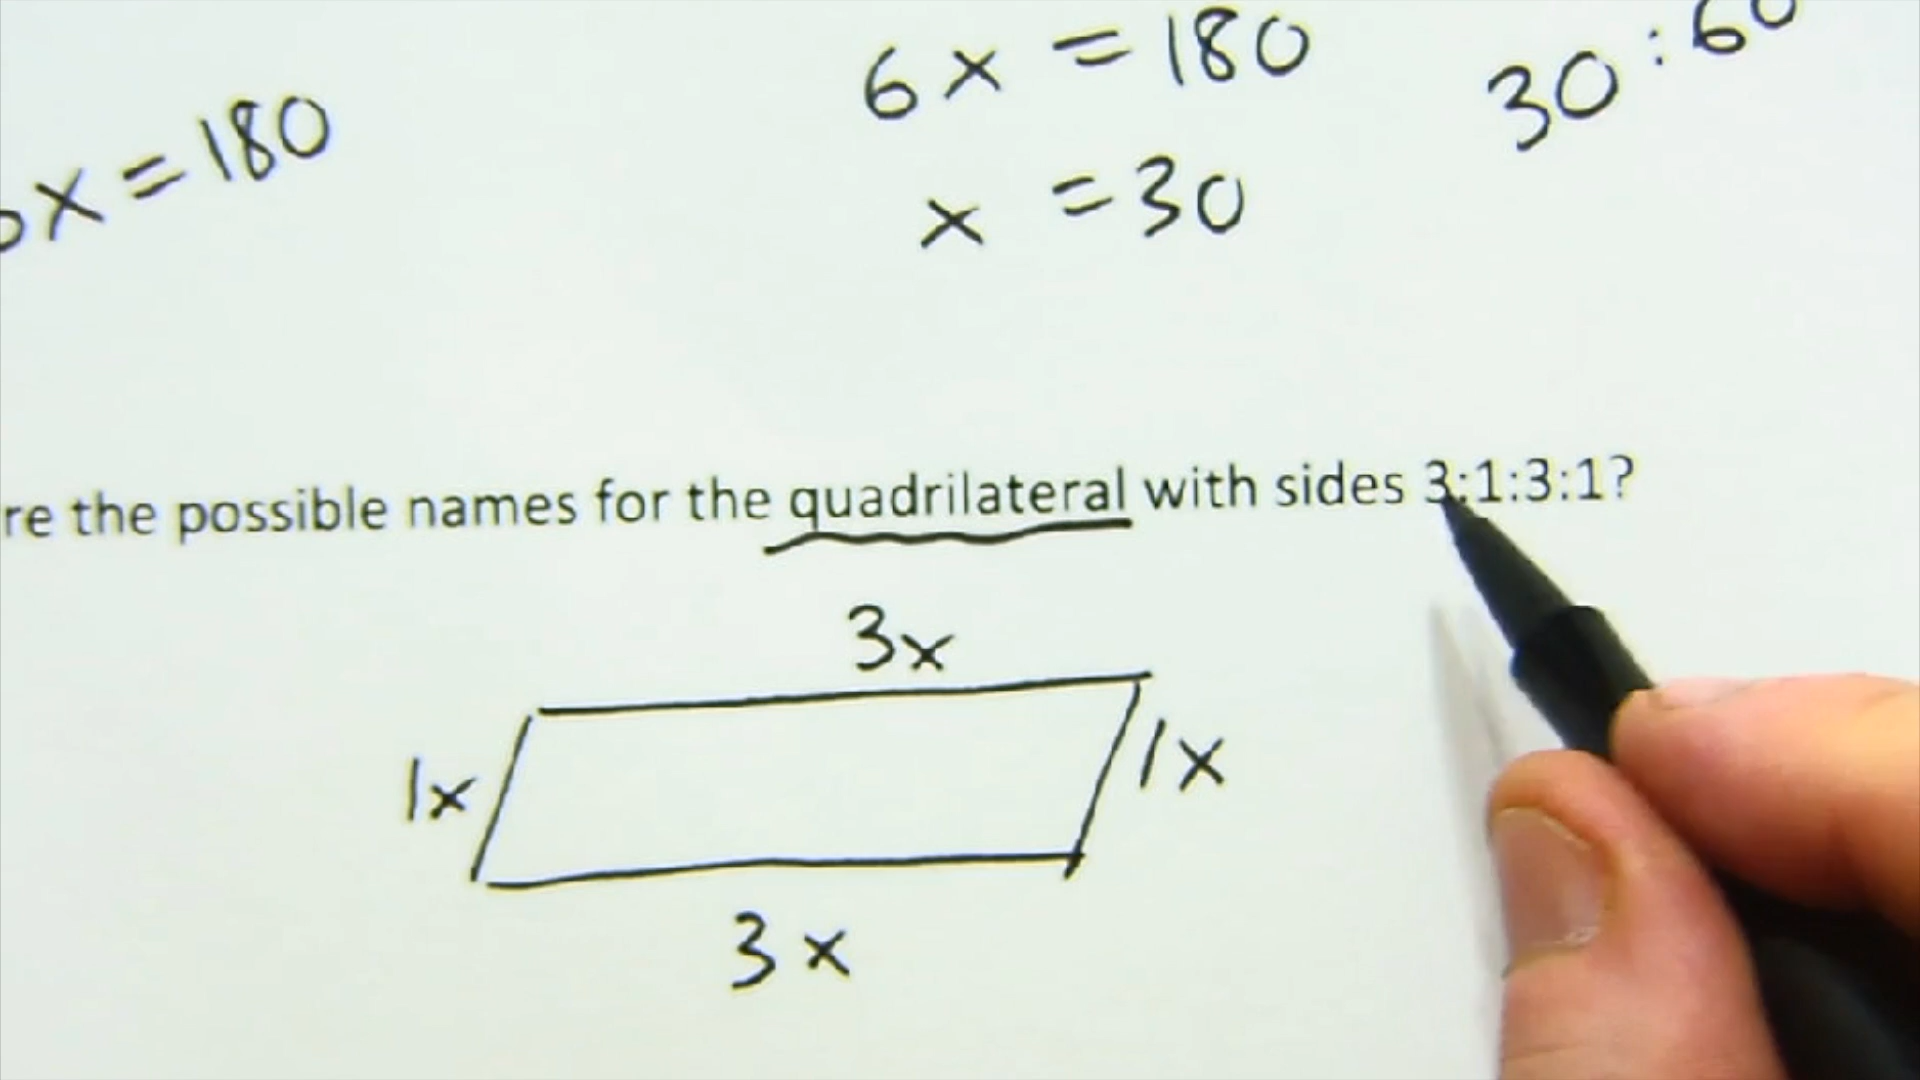 6x = 180
30:60
x = 180
x = 30
re the possible names for the quadrilateral with sides 3:1:3:1?
3x
1x
1x
3x